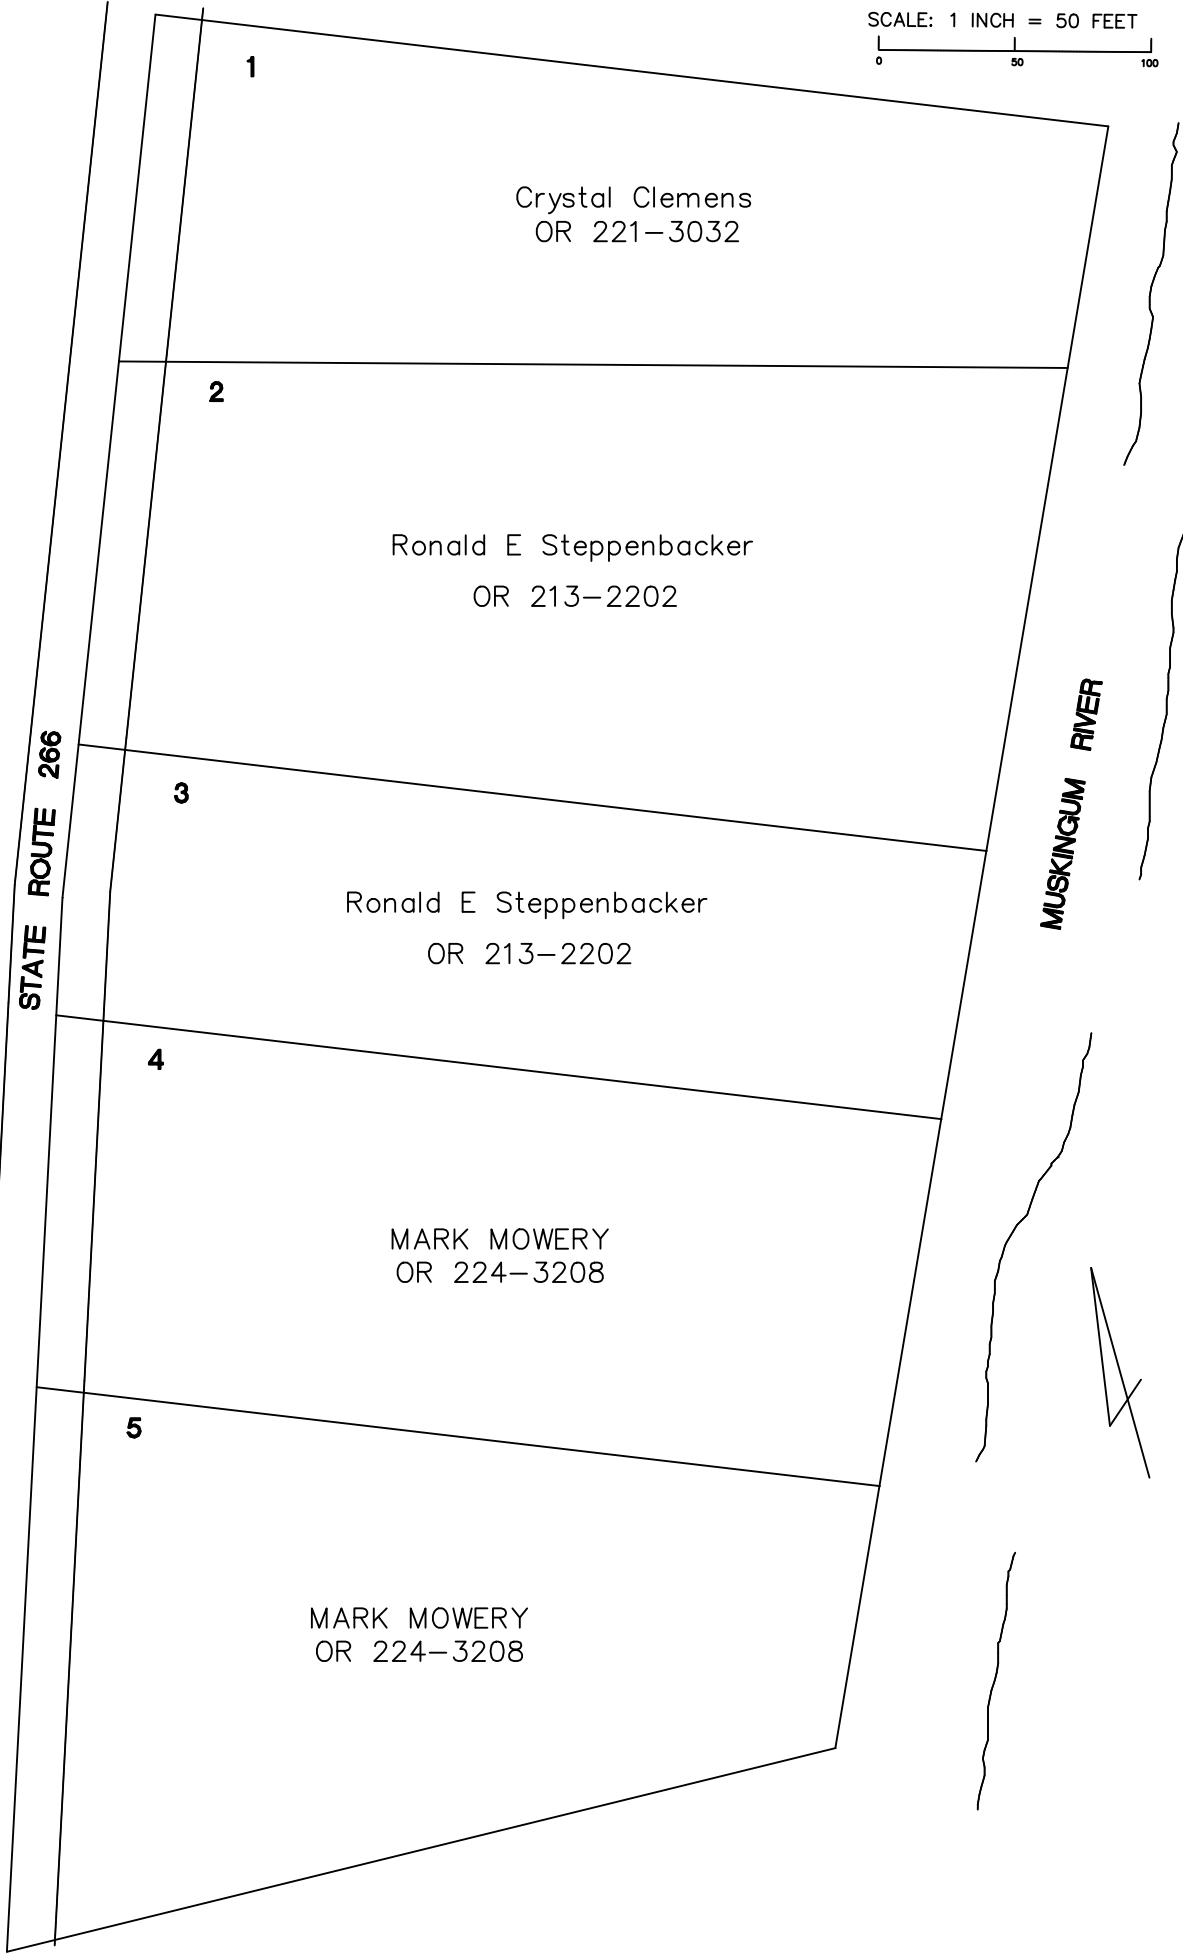 SCALE: 1 INCH = 50 FEET
0 50 100
1
Crystal Clemens
OR 221-3032
2
Ronald E Steppenbacker
OR 213-2202
STATE ROUTE 266
MUSKINGUM RIVER
3
Ronald E Steppenbacker
OR 213-2202
4
MARK MOWERY
OR 224-3208
5
MARK MOWERY
OR 224-3208